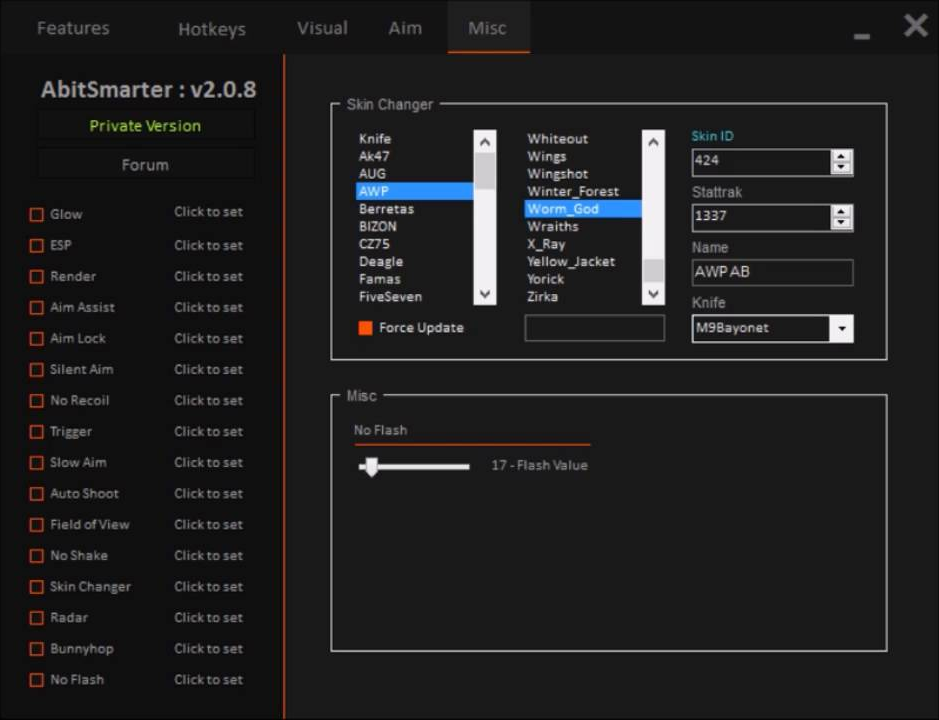 Features Hotkeys Visual Aim Misc
AbitSmarter : v2.0.8
Private Version
Forum
Glow Click to set
ESP Click to set
Render Click to set
Aim Assist Click to set
Aim Lock Click to set
Silent Aim Click to set
No Recoil Click to set
Trigger Click to set
Slow Aim Click to set
Auto Shoot Click to set
Field of View Click to set
No Shake Click to set
Skin Changer Click to set
Radar Click to set
Bunnyhop Click to set
No Flash Click to set
Skin Changer
Knife
Ak47
AUG
AWP
Berretas
BIZON
CZ75
Deagle
Famas
FiveSeven
Force Update
Whiteout
Wings
Wingshot
Winter_Forest
Worm_God
Wraiths
X_Ray
Yellow_Jacket
Yorick
Zirka
Skin ID
424
Stattrak
1337
Name
AWP AB
Knife
M9Bayonet
Misc
No Flash
17 - Flash Value